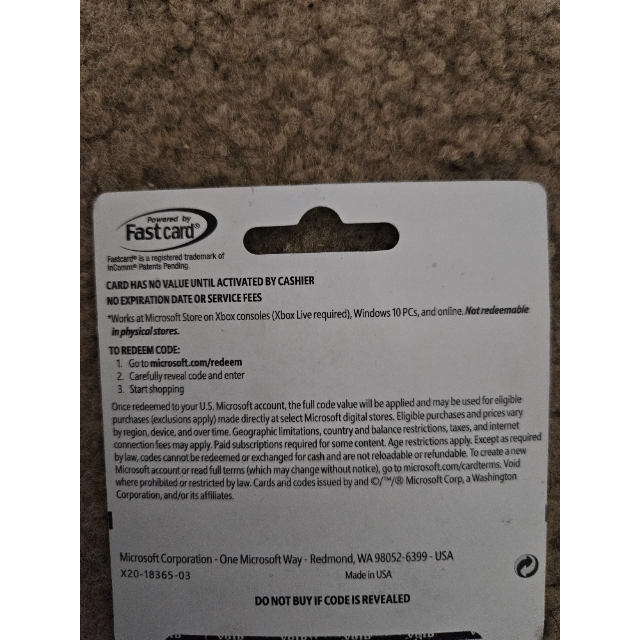 Powered by
Fastcard®
Fastcard® is a registered trademark of
InComm® Patents Pending.
CARD HAS NO VALUE UNTIL ACTIVATED BY CASHIER
NO EXPIRATION DATE OR SERVICE FEES
*Works at Microsoft Store on Xbox consoles (Xbox Live required), Windows 10 PCs, and online. Not redeemable
in physical stores.
TO REDEEM CODE:
1. Go to microsoft.com/redeem
2. Carefully reveal code and enter
3. Start shopping
Once redeemed to your U.S. Microsoft account, the full code value will be applied and may be used for eligible
purchases (exclusions apply) made directly at select Microsoft digital stores. Eligible purchases and prices vary
by region, device, and over time. Geographic limitations, country and balance restrictions, taxes, and internet
connection fees may apply. Paid subscriptions required for some content. Age restrictions apply. Except as required
by law, codes cannot be redeemed or exchanged for cash and are not reloadable or refundable. To create a new
Microsoft account or read full terms (which may change without notice), go to microsoft.com/cardterms. Void
where prohibited or restricted by law. Cards and codes issued by and ©/™/® Microsoft Corp, a Washington
Corporation, and/or its affiliates.
Microsoft Corporation - One Microsoft Way - Redmond, WA 98052-6399 - USA
X20-18365-03 Made in USA
DO NOT BUY IF CODE IS REVEALED